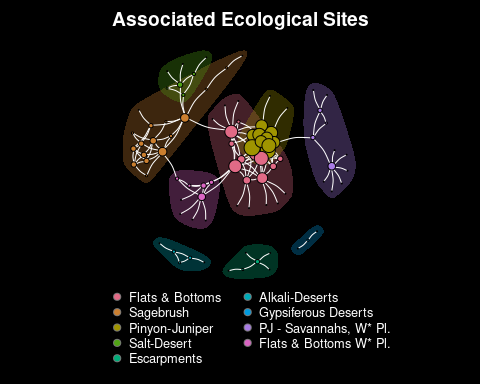 Associated Ecological Sites
Flats & Bottoms
Sagebrush
Pinyon-Juniper
Salt-Desert
Escarpments
Alkali-Deserts
Gypsiferous Deserts
PJ - Savannahs, W* Pl.
Flats & Bottoms W* Pl.